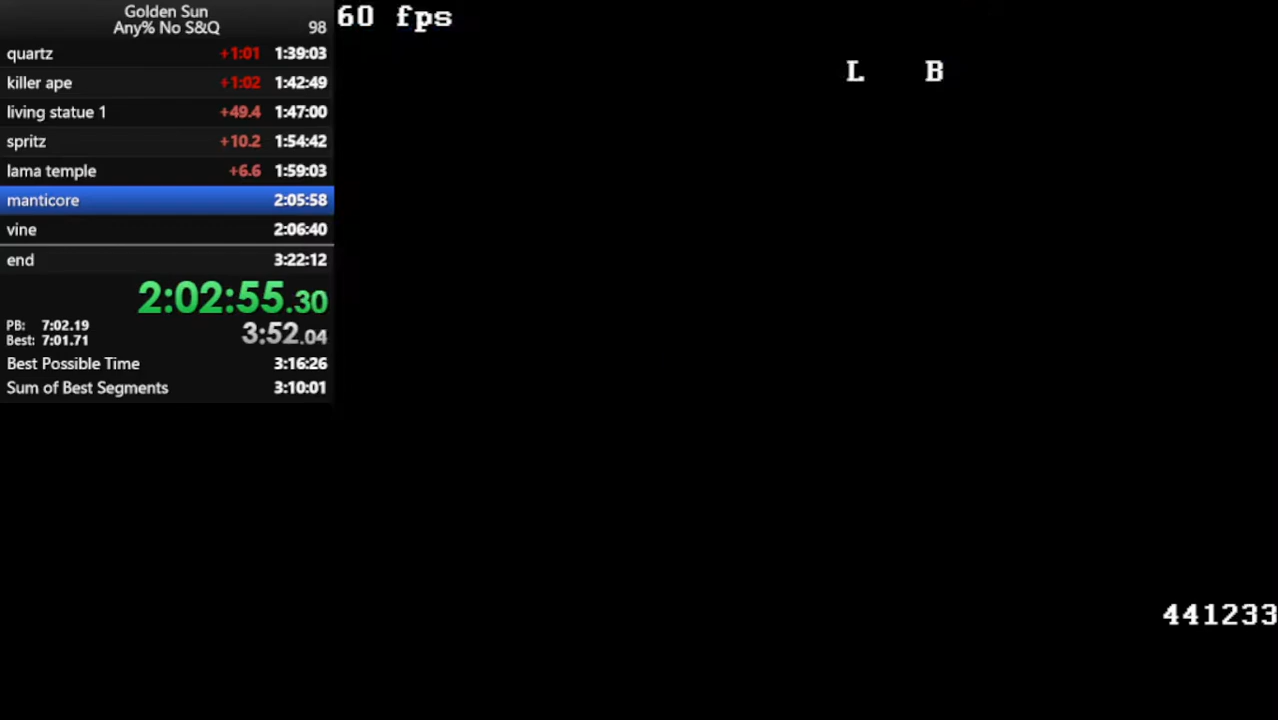 Golden Sun
Any% No S&Q 98
quartz +1:01 1:39:03
killer ape +1:02 1:42:49
living statue 1 +49.4 1:47:00
spritz +10.2 1:54:42
lama temple +6.6 1:59:03
manticore 2:05:58
vine 2:06:40
end 3:22:12
2:02:55.30
PB: 7:02.19 3:52.04
Best: 7:01.71
Best Possible Time 3:16:26
Sum of Best Segments 3:10:01
60 fps
L B
441233